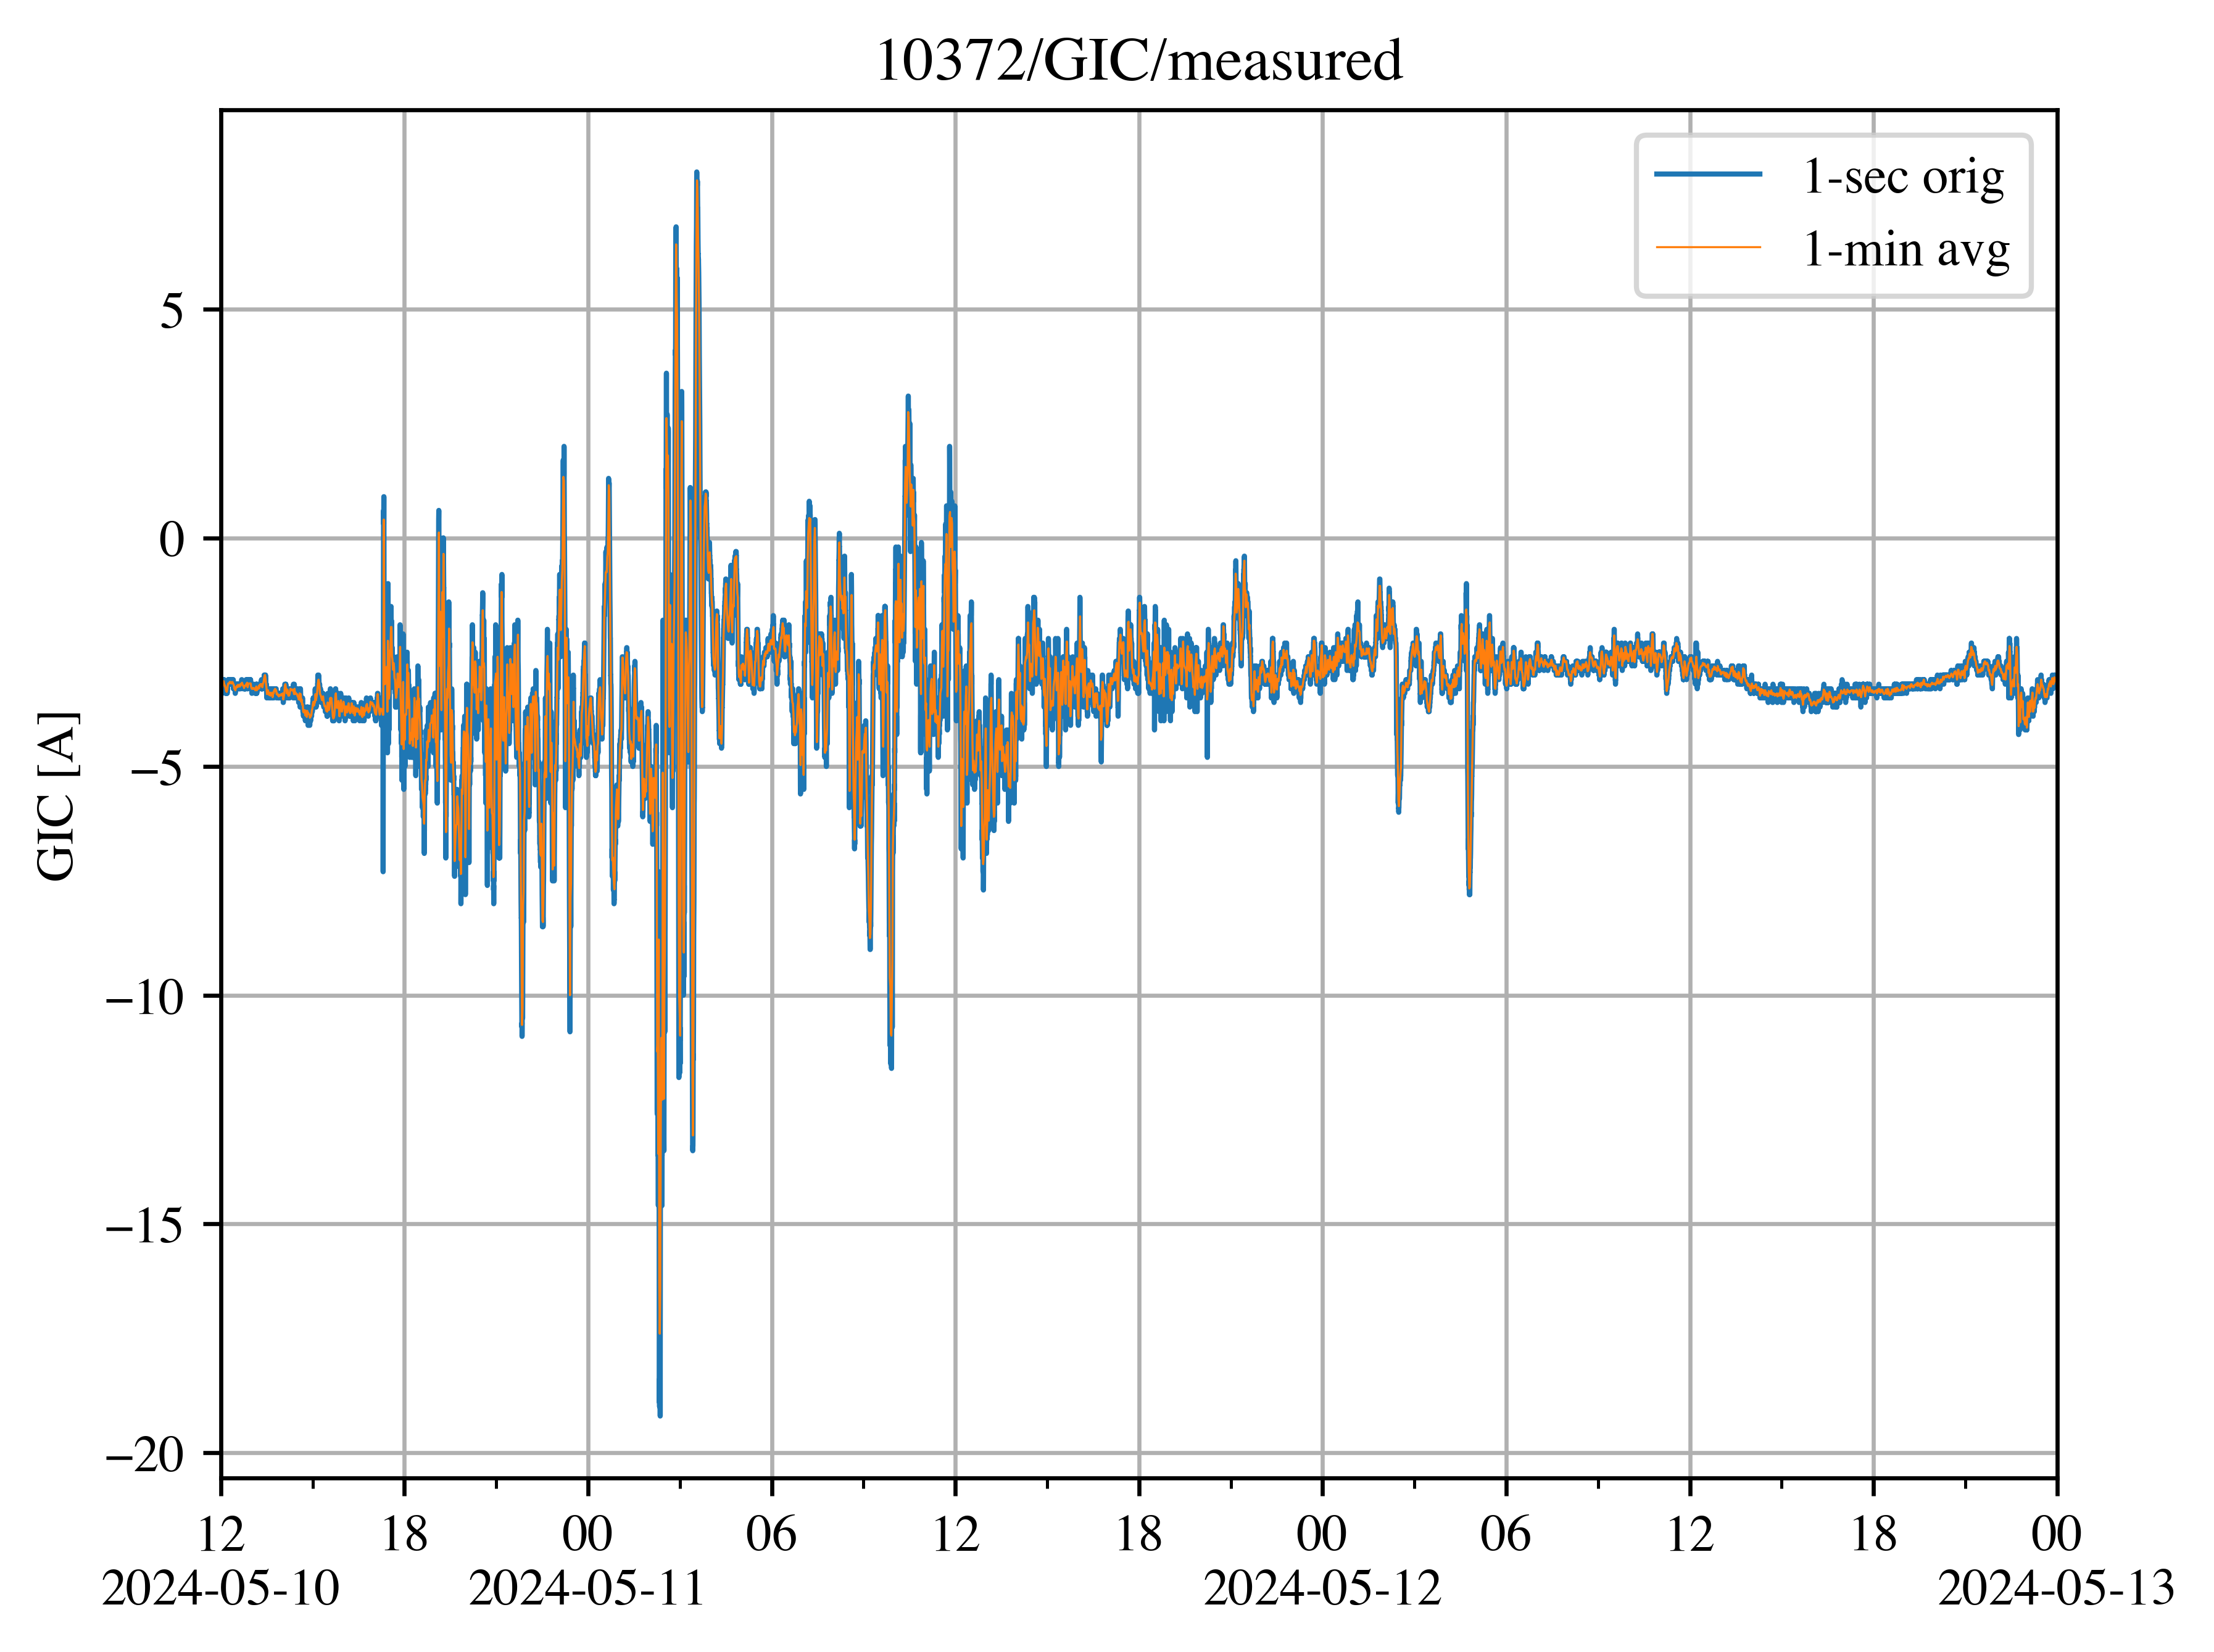 10372/GIC/measured
1-sec orig
1-min avg
GIC [A]
5
0
−5
−10
−15
−20
12 18 00 06 12 18 00 06 12 18 00
2024-05-10 2024-05-11 2024-05-12 2024-05-13